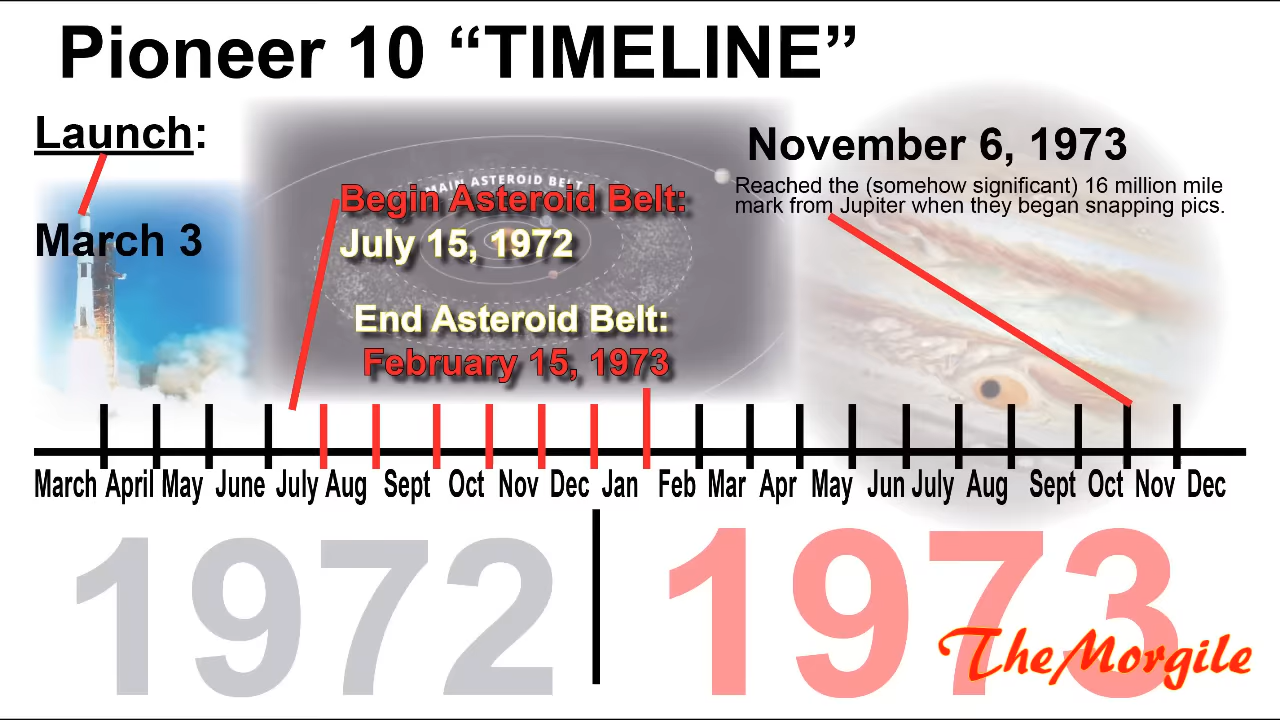 Pioneer 10 “TIMELINE”
Launch:
March 3
MAIN ASTEROID BELT
Begin Asteroid Belt:
July 15, 1972
End Asteroid Belt:
February 15, 1973
November 6, 1973
Reached the (somehow significant) 16 million mile
mark from Jupiter when they began snapping pics.
March April May June July Aug Sept Oct Nov Dec Jan Feb Mar Apr May Jun July Aug Sept Oct Nov Dec
1972 1973
TheMorgile